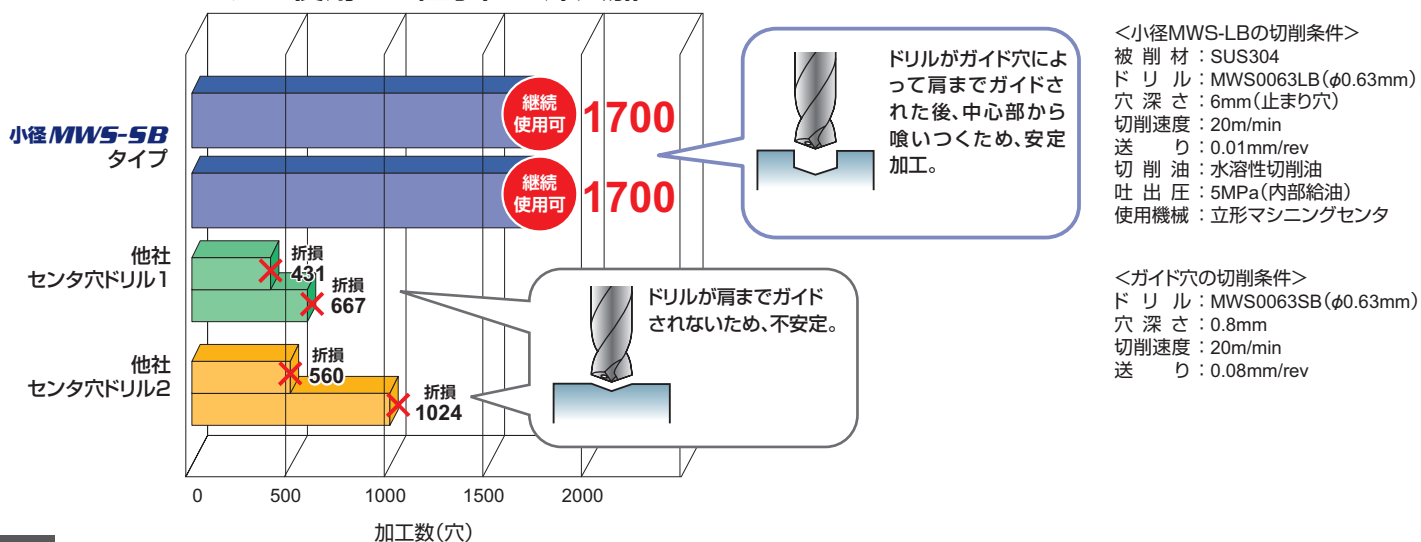 小径MWS-SB
タイプ
継続
使用可
1700
継続
使用可
1700
他社
センタ穴ドリル1
折損
431
折損
667
他社
センタ穴ドリル2
折損
560
折損
1024
0 500 1000 1500 2000
加工数(穴)
ドリルがガイド穴によ
って肩までガイドさ
れた後、中心部から
喰いつくため、安定
加工。
ドリルが肩までガイド
されないため、不安定。
<小径MWS-LBの切削条件>
被削材:SUS304
ドリル:MWS0063LB(φ0.63mm)
穴深さ:6mm(止まり穴)
切削速度:20m/min
送り:0.01mm/rev
切削油:水溶性切削油
吐出圧:5MPa(内部給油)
使用機械:立形マシニングセンタ
<ガイド穴の切削条件>
ドリル:MWS0063SB(φ0.63mm)
穴深さ:0.8mm
切削速度:20m/min
送り:0.08mm/rev